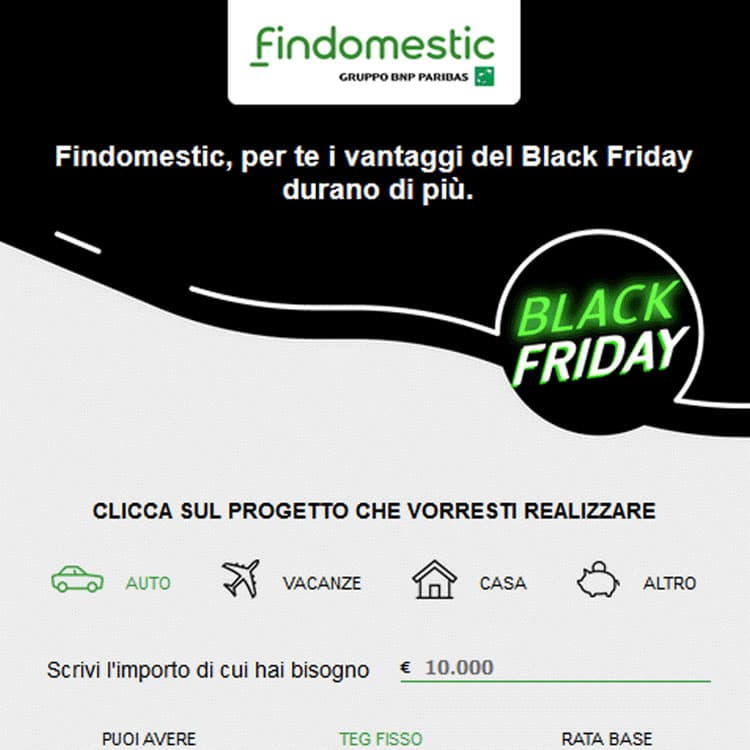 findomestic
GRUPPO BNP PARIBAS
Findomestic, per te i vantaggi del Black Friday
durano di più.
BLACK
FRIDAY
CLICCA SUL PROGETTO CHE VORRESTI REALIZZARE
AUTO VACANZE CASA ALTRO
Scrivi l'importo di cui hai bisogno € 10.000
PUOI AVERE TEG FISSO RATA BASE